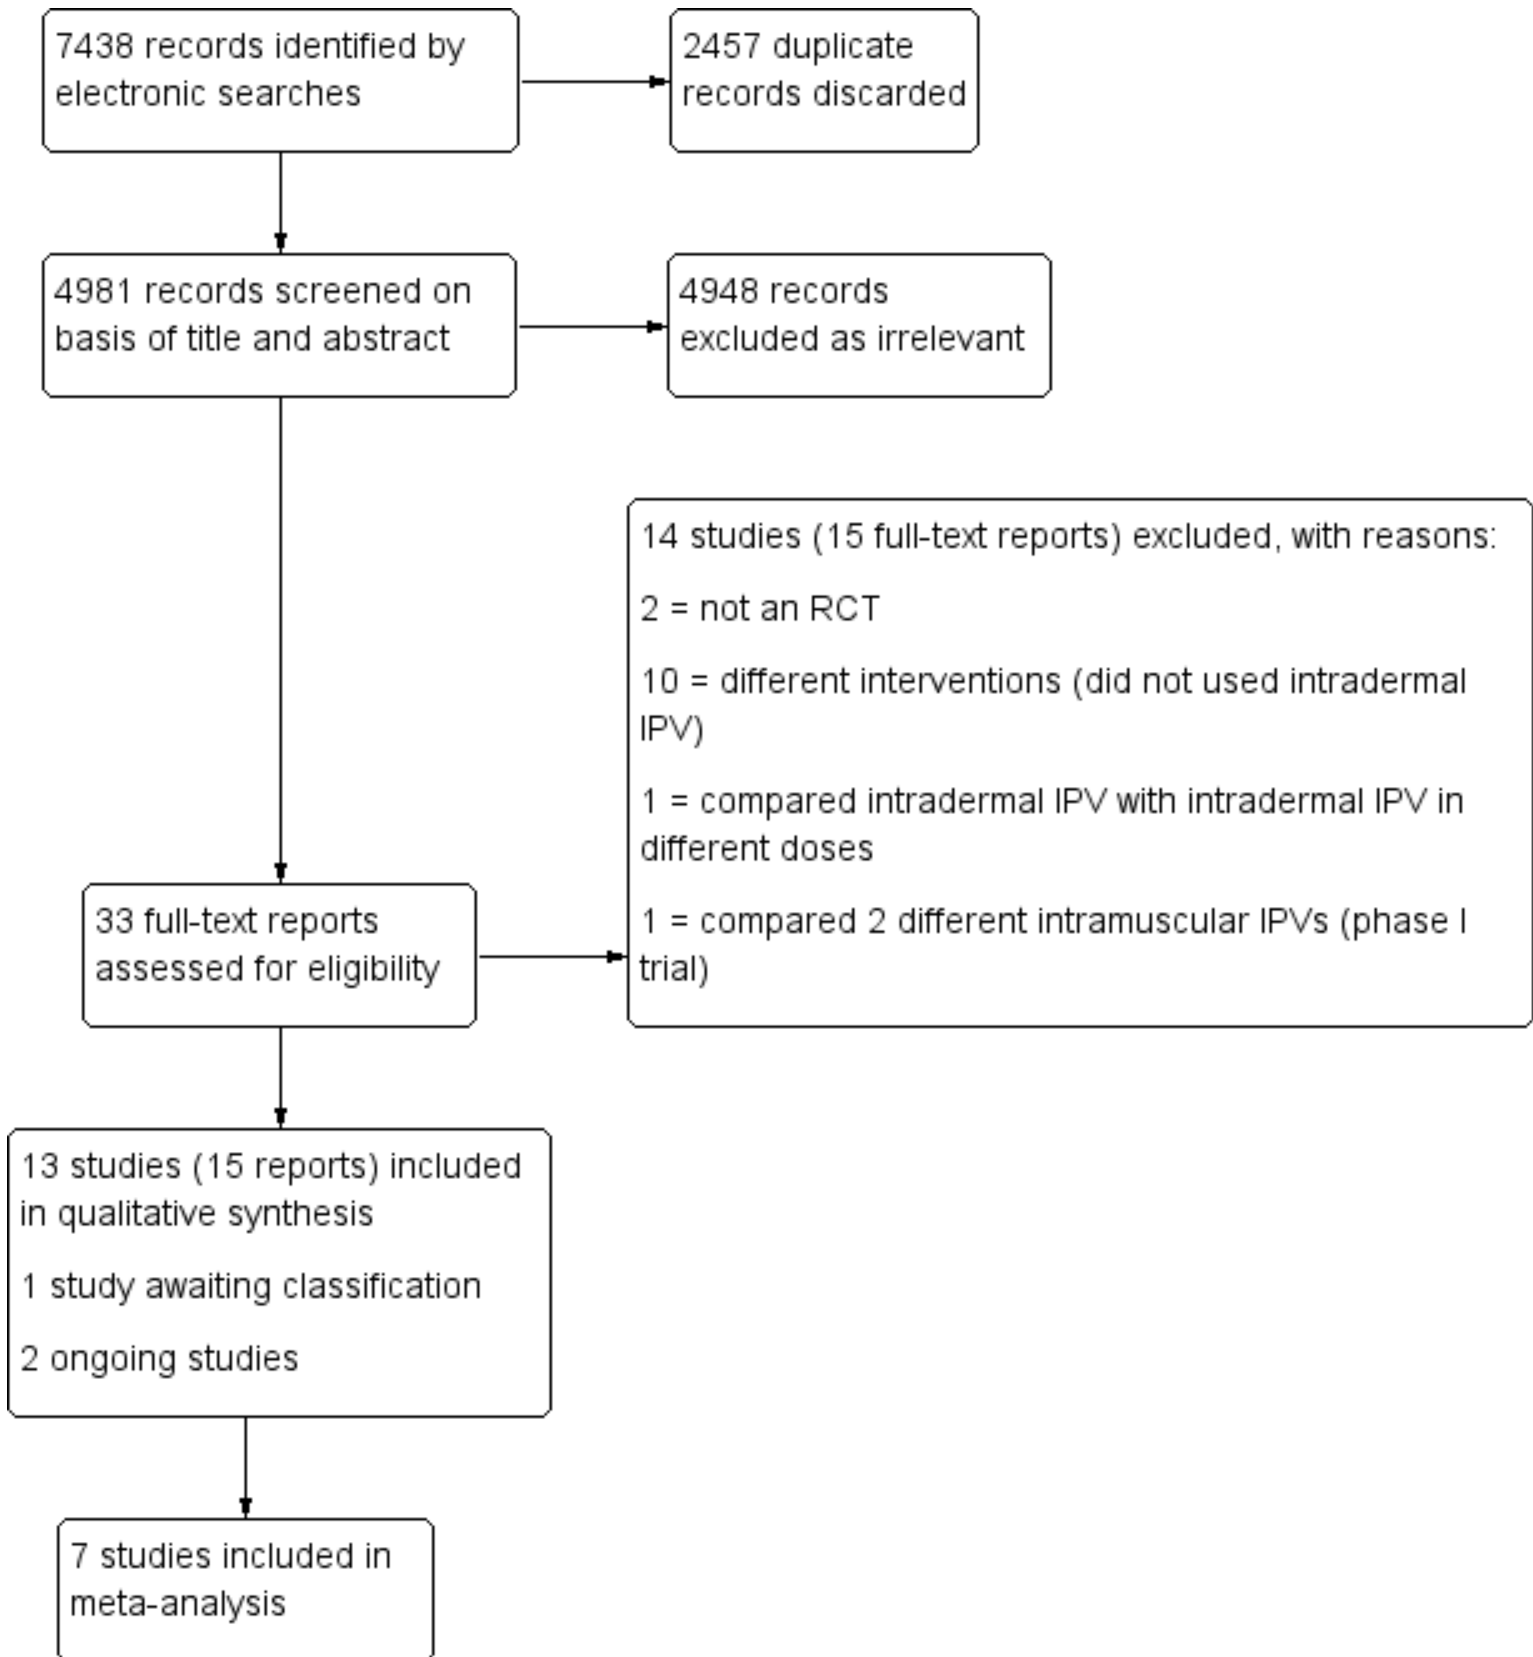 7438 records identified by
electronic searches
2457 duplicate
records discarded
4981 records screened on
basis of title and abstract
4948 records
excluded as irrelevant
14 studies (15 full-text reports) excluded, with reasons:
2 = not an RCT
10 = different interventions (did not used intradermal
IPV)
1 = compared intradermal IPV with intradermal IPV in
different doses
1 = compared 2 different intramuscular IPVs (phase I
trial)
33 full-text reports
assessed for eligibility
13 studies (15 reports) included
in qualitative synthesis
1 study awaiting classification
2 ongoing studies
7 studies included in
meta-analysis